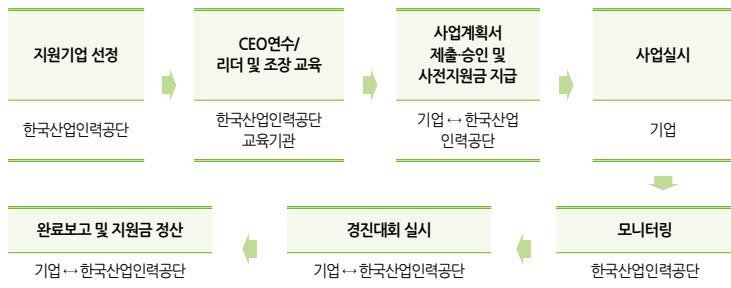 지원기업 선정
한국산업인력공단
CEO연수/
리더 및 조장 교육
한국산업인력공단
교육기관
사업계획서
제출·승인 및
사전지원금 지급
기업 ↔ 한국산업
인력공단
사업실시
기업
모니터링
한국산업인력공단
경진대회 실시
기업 ↔ 한국산업인력공단
완료보고 및 지원금 정산
기업 ↔ 한국산업인력공단